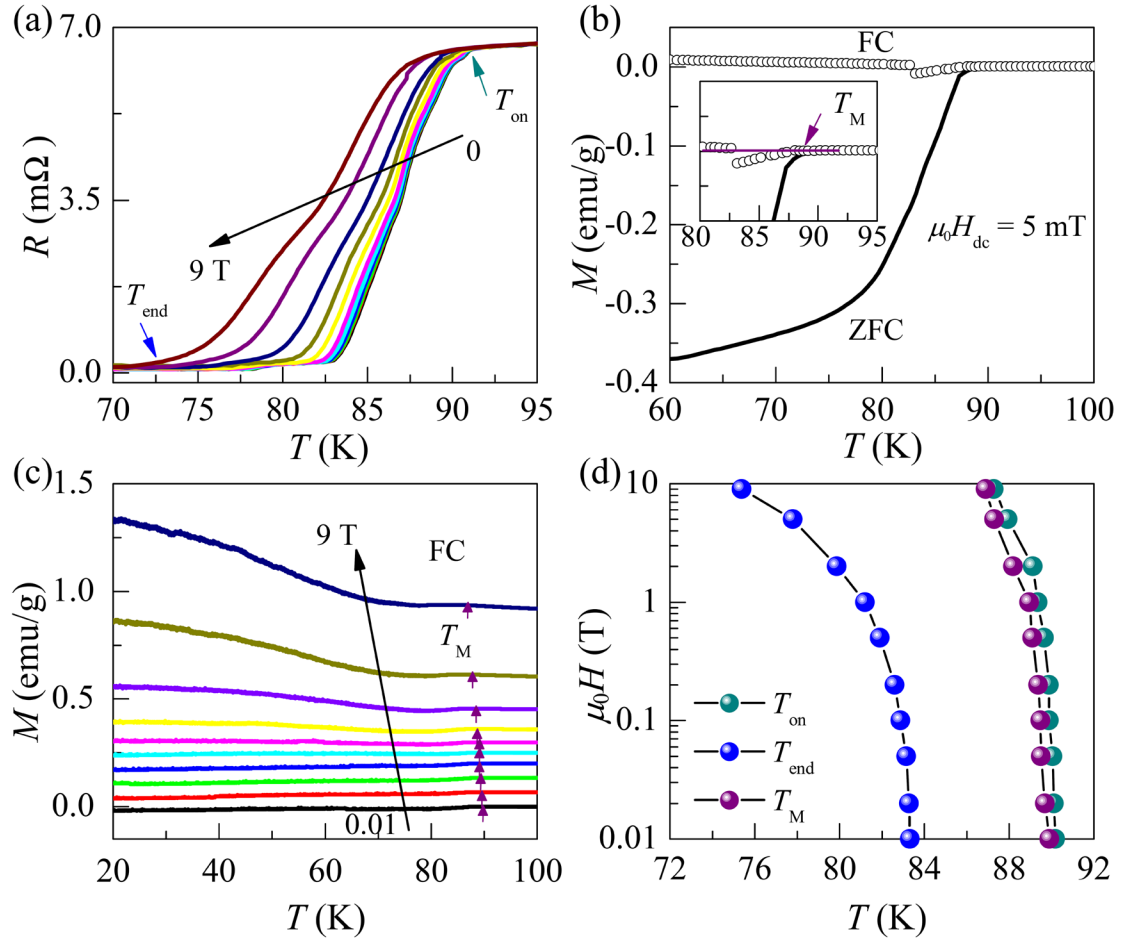 (a)
7.0
3.5
0.0
R (mΩ)
T_on
0
9 T
T_end
70 75 80 85 90 95
T (K)
(b)
0.0
-0.1
-0.2
-0.3
-0.4
M (emu/g)
FC
T_M
80 85 90 95
μ₀H_dc = 5 mT
ZFC
60 70 80 90 100
T (K)
(c)
1.5
1.0
0.5
0.0
M (emu/g)
9 T
FC
T_M
0.01
20 40 60 80 100
T (K)
(d)
10
1
0.1
0.01
μ₀H (T)
T_on
T_end
T_M
72 76 80 84 88 92
T (K)